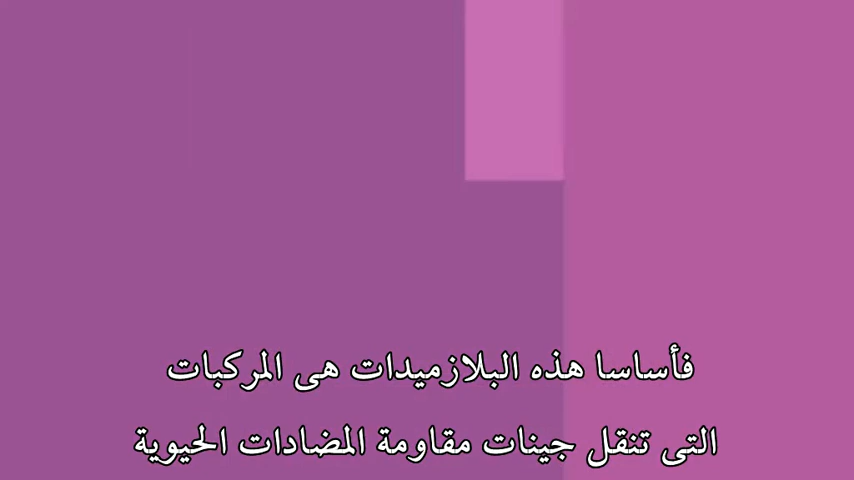 فأساسا هذه البلازميدات هى المركبات
التى تنقل جينات مقاومة المضادات الحيوية